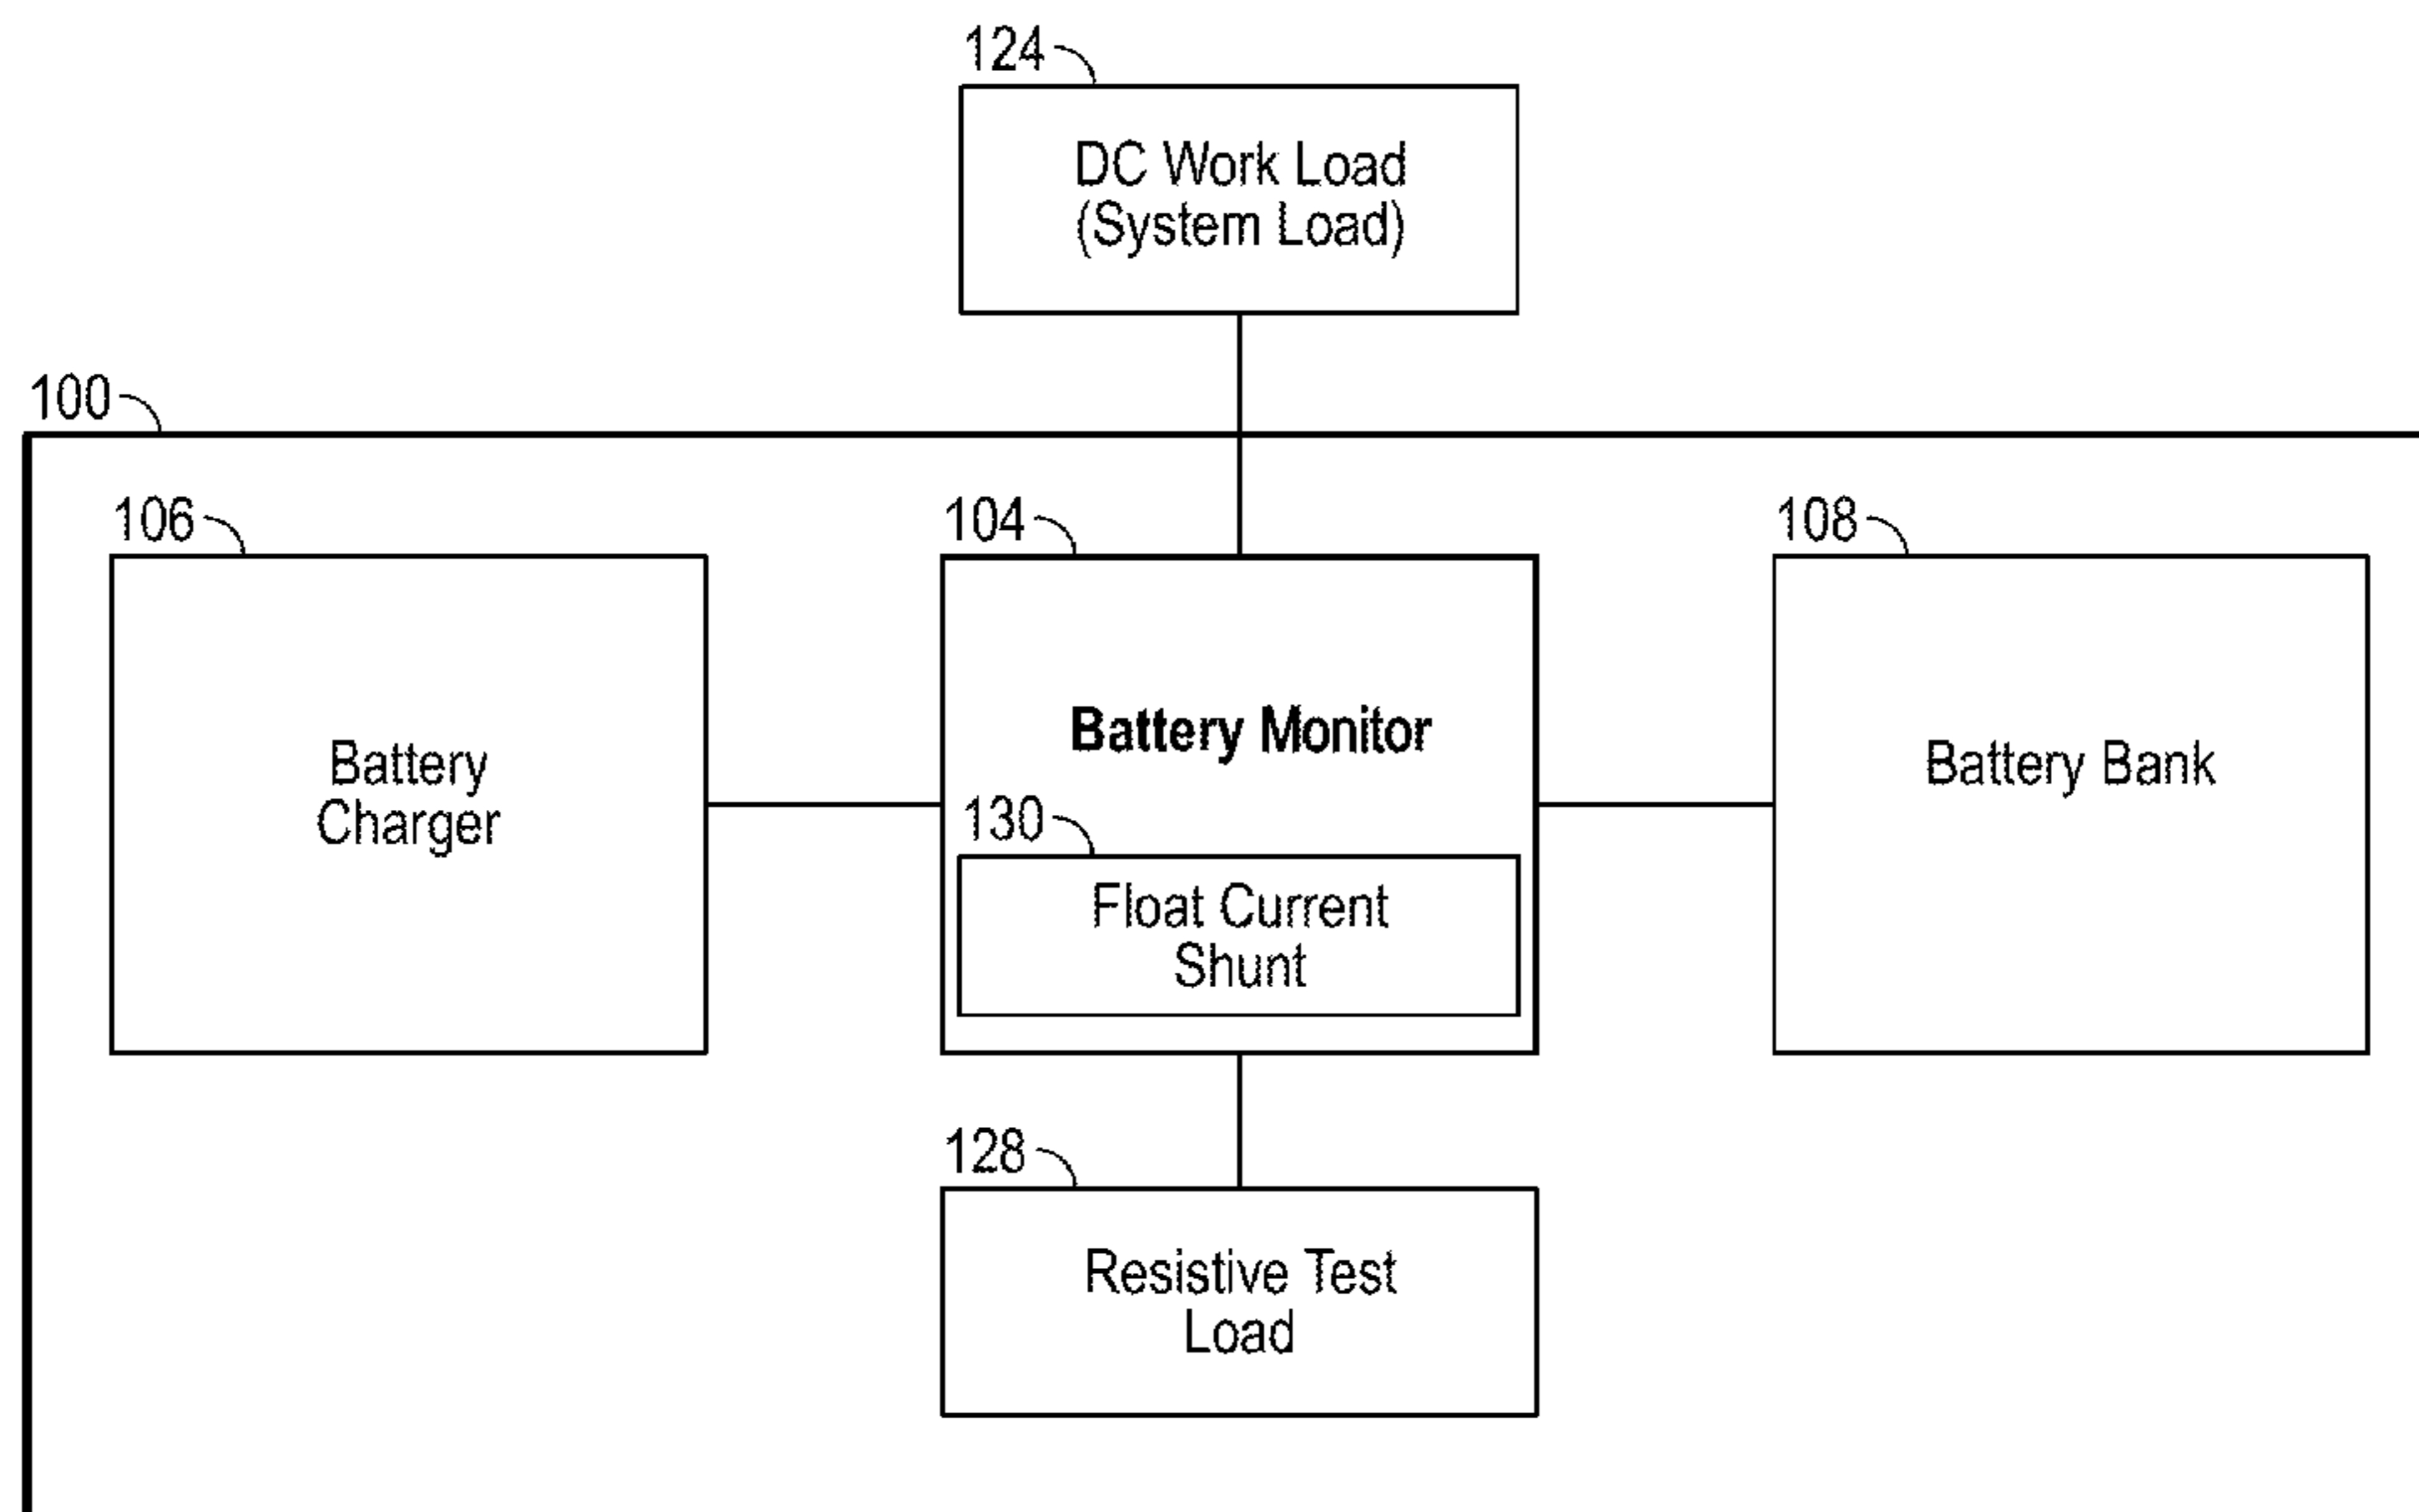 124
DC Work Load
(System Load)
100
106
104
108
Battery
Charger
Battery Monitor
Battery Bank
130
Float Current
Shunt
128
Resistive Test
Load